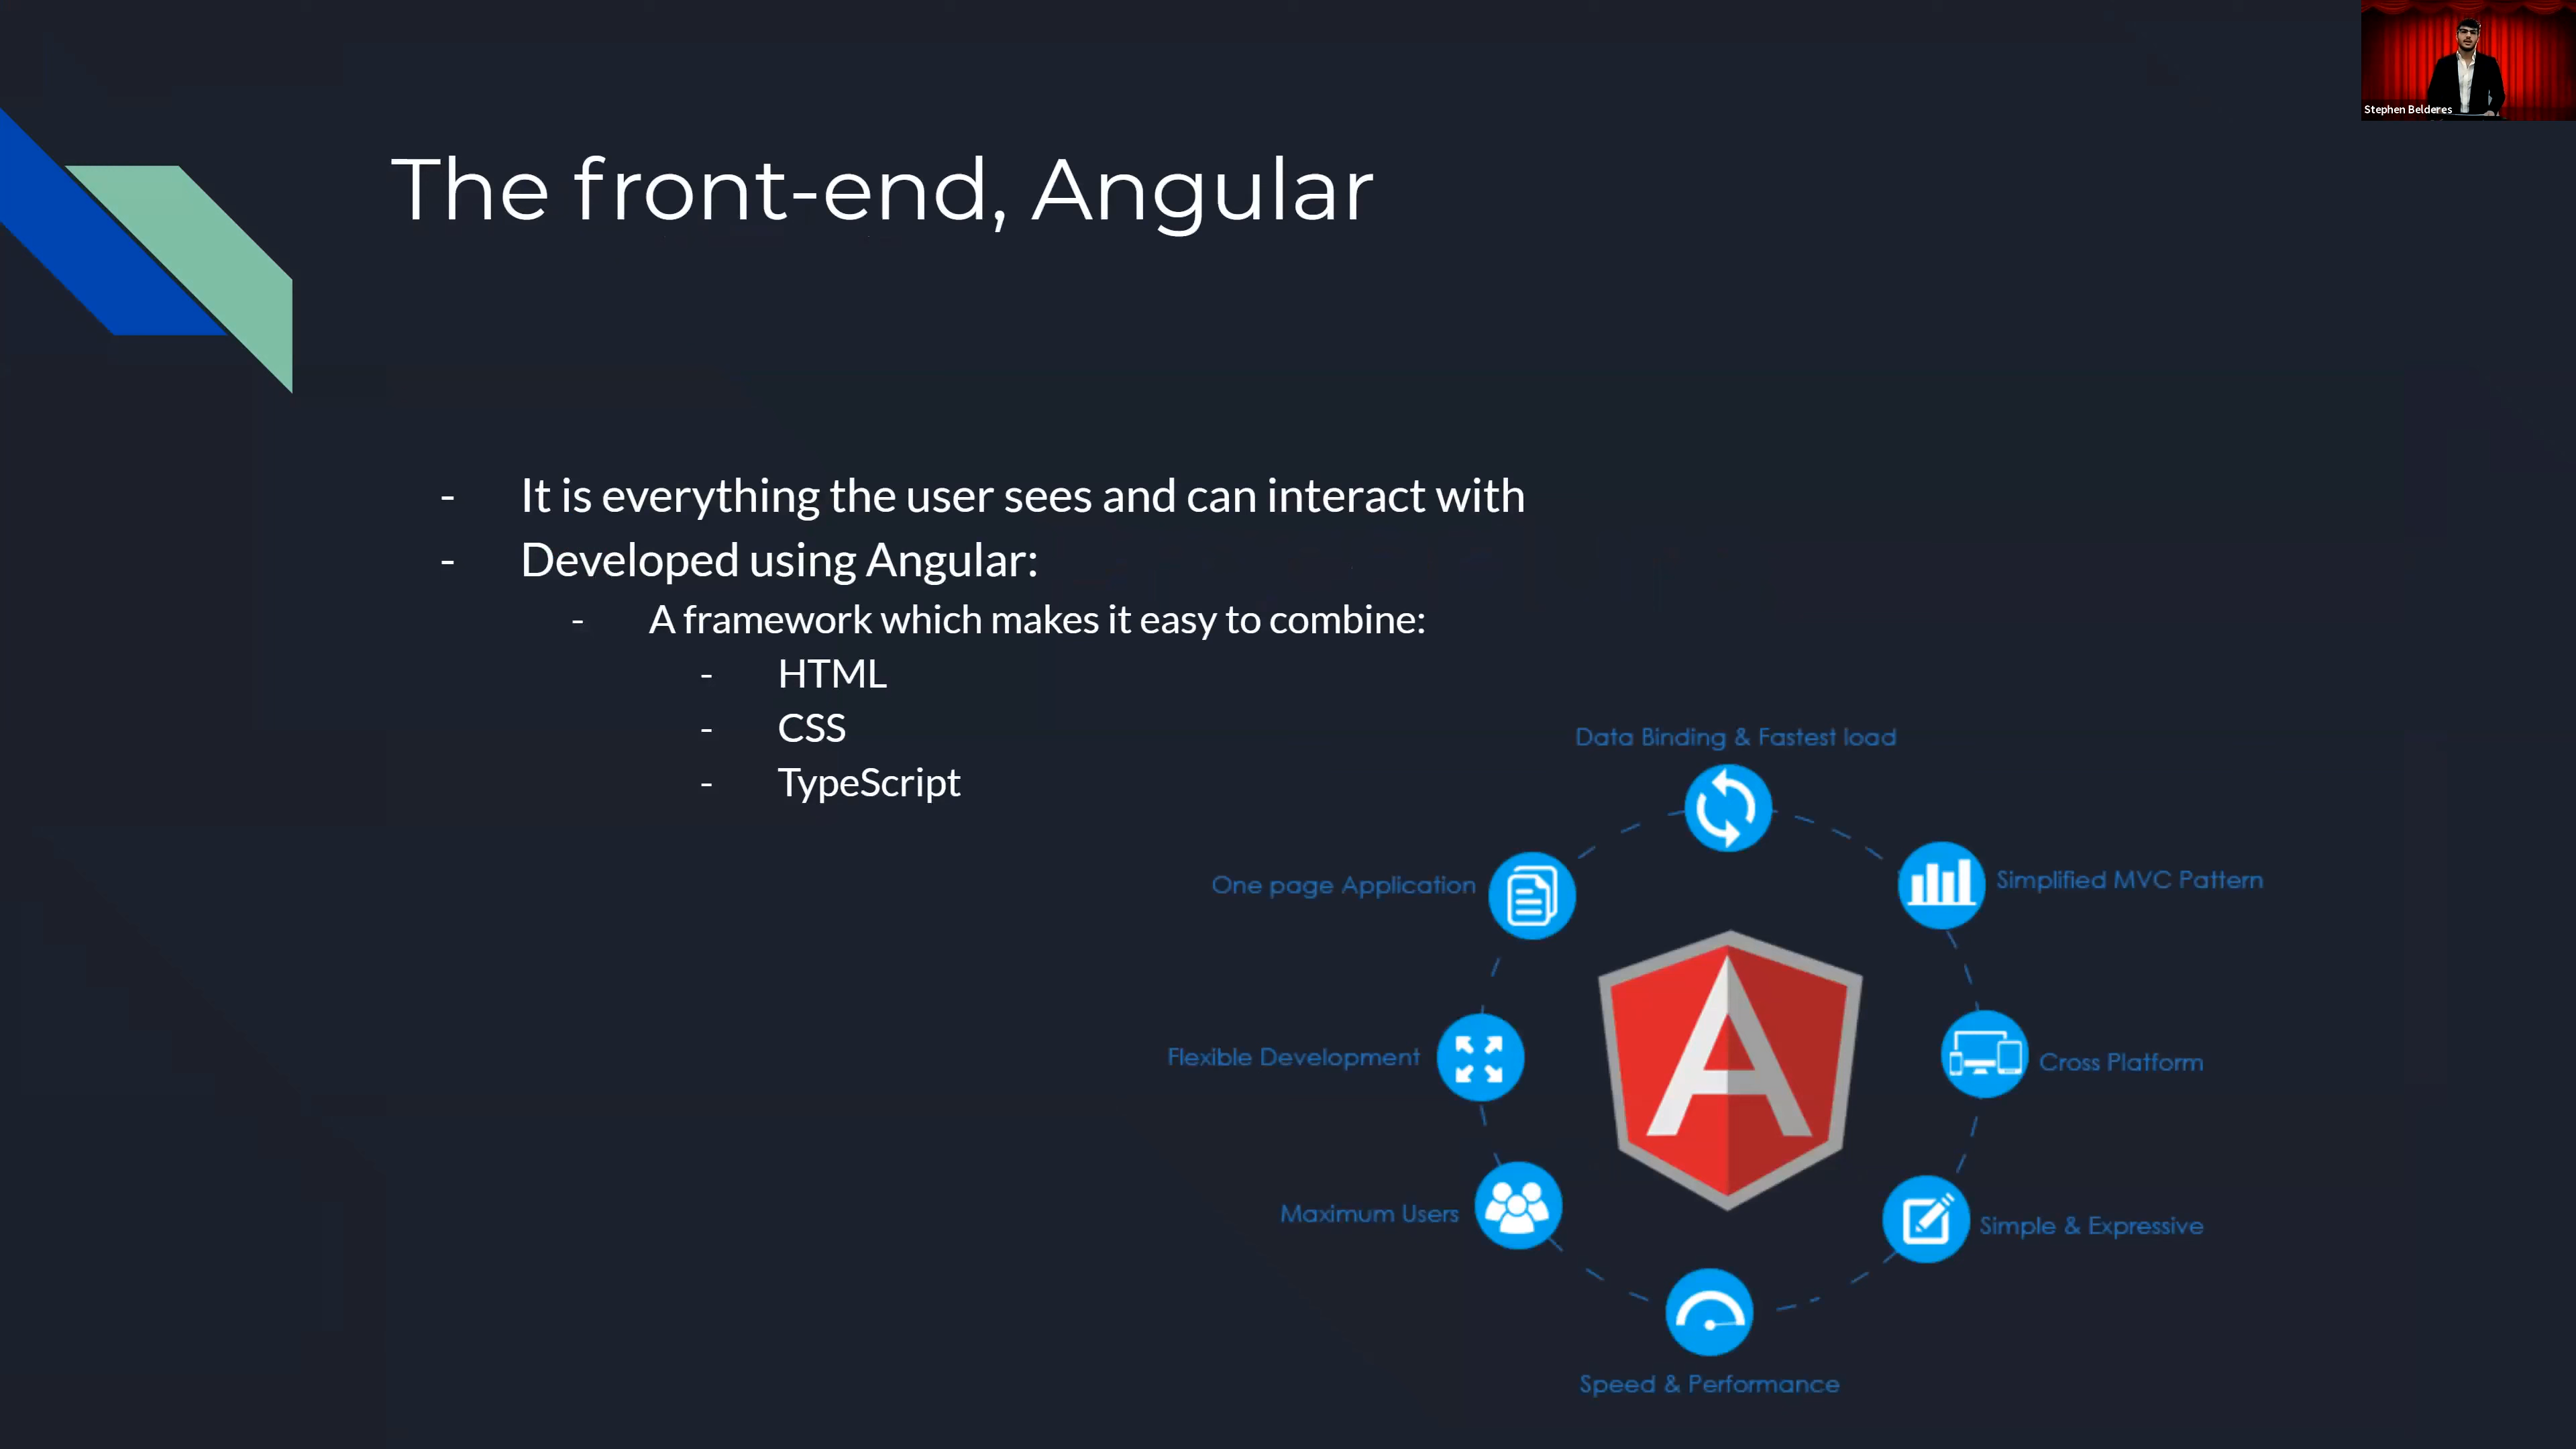 Stephen Belderes
The front-end, Angular
- It is everything the user sees and can interact with
- Developed using Angular:
- A framework which makes it easy to combine:
- HTML
- CSS
- TypeScript
Data Binding & Fastest load
One page Application
Simplified MVC Pattern
Flexible Development
Cross Platform
Maximum Users
Simple & Expressive
Speed & Performance
A